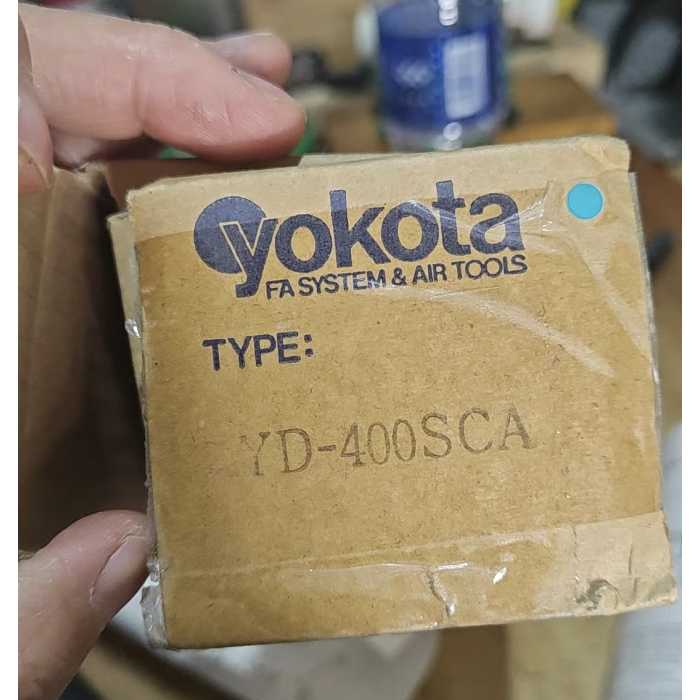 yokota
FA SYSTEM & AIR TOOLS
TYPE:
YD-400SCA